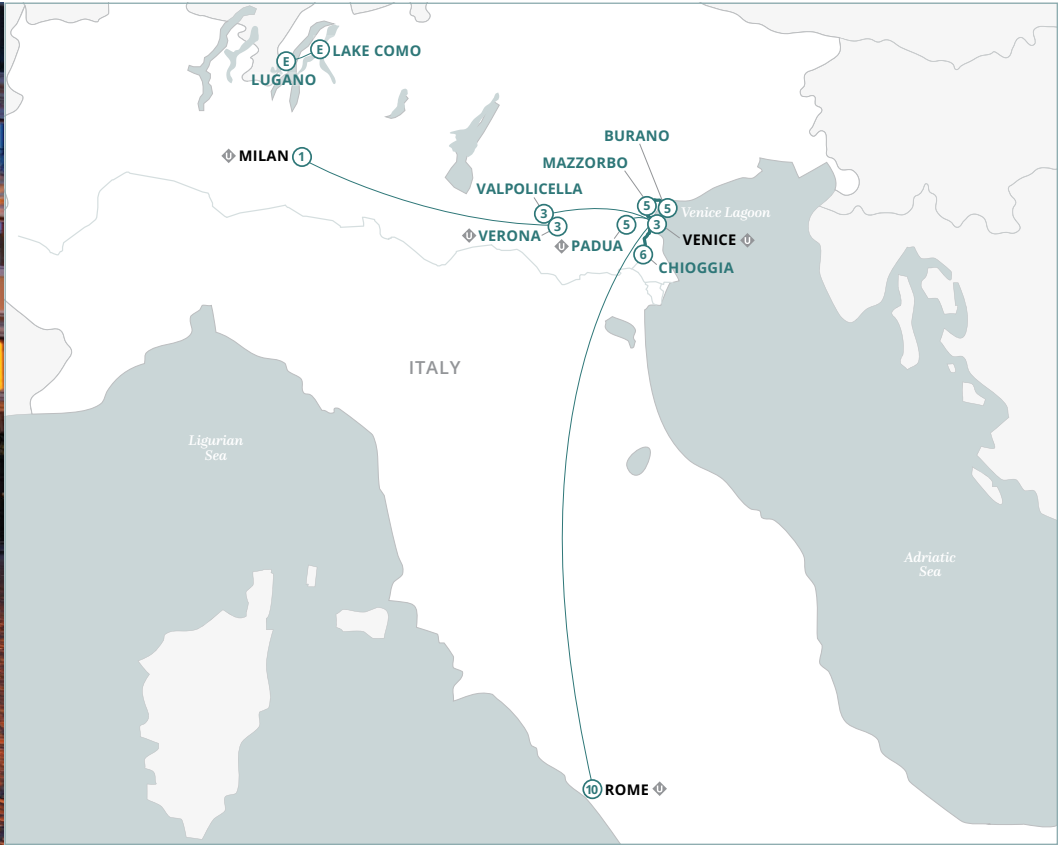 E LAKE COMO
E
LUGANO
BURANO
MAZZORBO
U MILAN 1
VALPOLICELLA
5
5
3
Venice Lagoon
5
3
3
U VERONA
U PADUA
VENICE U
6
CHIOGGIA
ITALY
Ligurian
Sea
Adriatic
Sea
10 ROME U